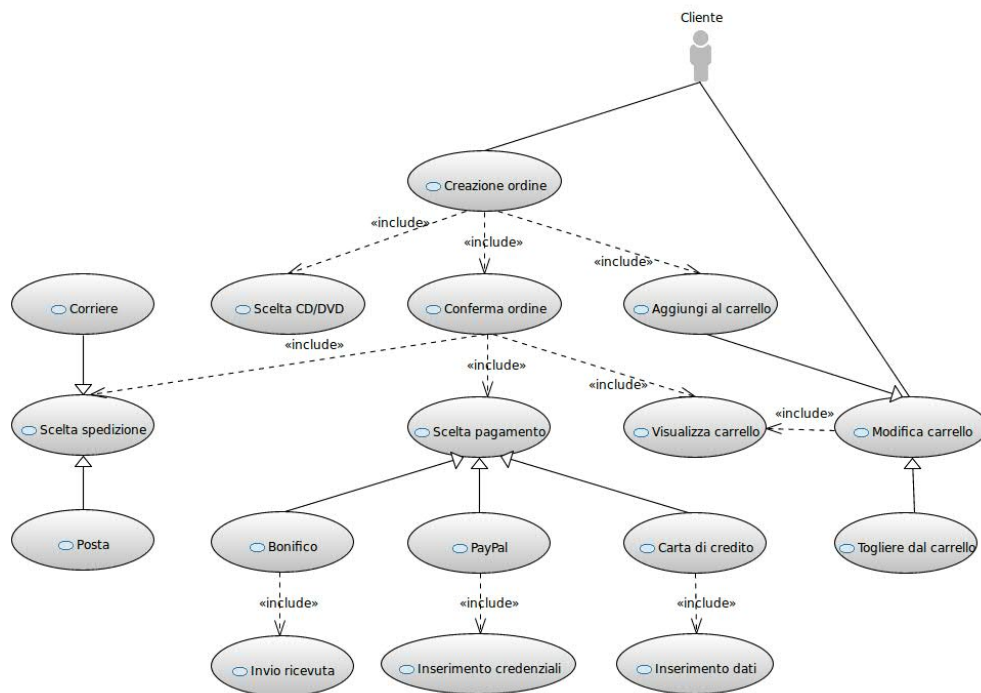 Cliente
Creazione ordine
«include»
«include»
«include»
Corriere
Scelta CD/DVD
Conferma ordine
Aggiungi al carrello
«include»
«include»
«include»
«include»
Scelta spedizione
Scelta pagamento
Visualizza carrello
Modifica carrello
Posta
Bonifico
PayPal
Carta di credito
Togliere dal carrello
«include»
«include»
«include»
Invio ricevuta
Inserimento credenziali
Inserimento dati